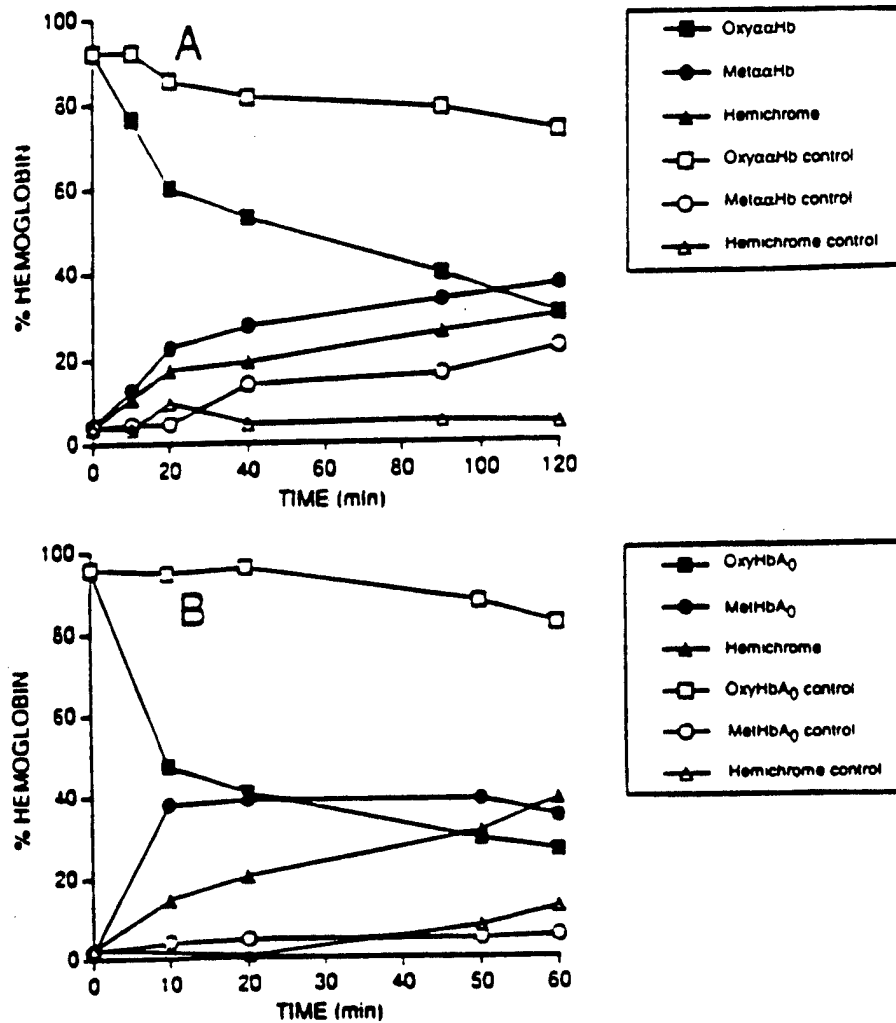 A
% HEMOGLOBIN
100
80
60
40
20
0
0 20 40 60 80 100 120
TIME (min)
OxyααHb
MetααHb
Hemichrome
OxyααHb control
MetααHb control
Hemichrome control
B
% HEMOGLOBIN
100
80
60
40
20
0
0 10 20 30 40 50 60
TIME (min)
OxyHbA₀
MetHbA₀
Hemichrome
OxyHbA₀ control
MetHbA₀ control
Hemichrome control